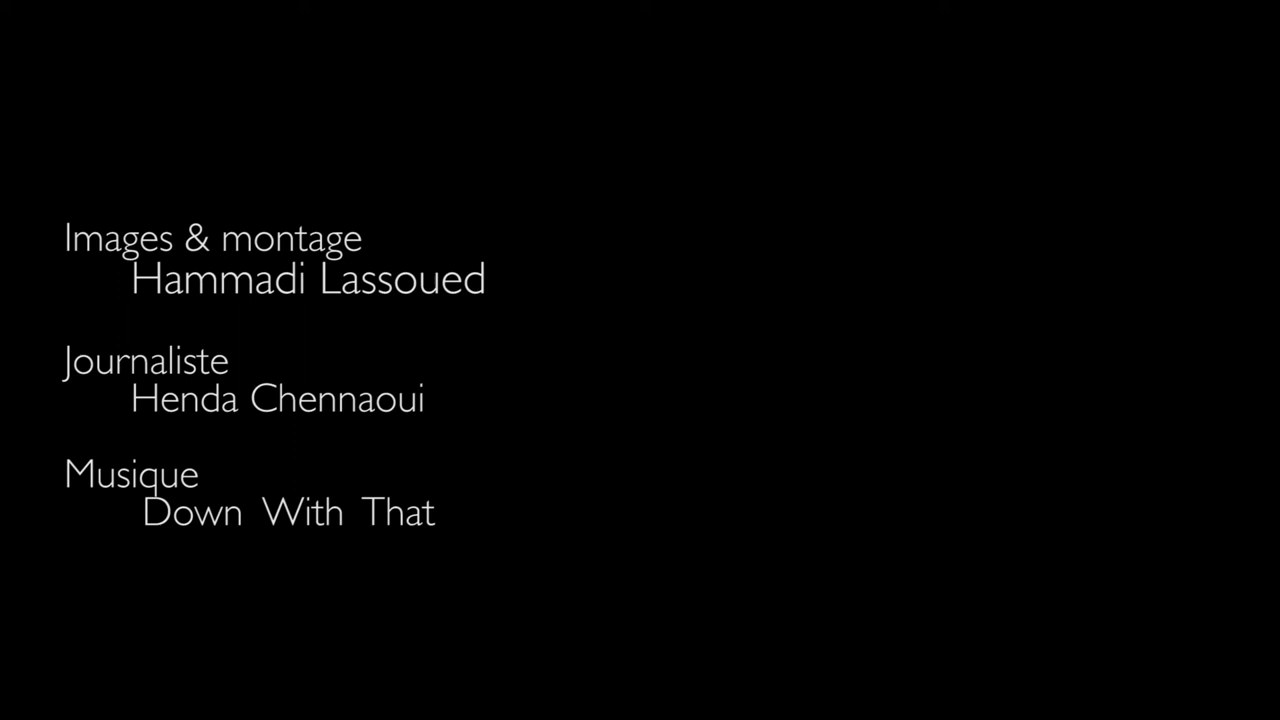 Images & montage
Hammadi Lassoued
Journaliste
Henda Chennaoui
Musique
Down With That